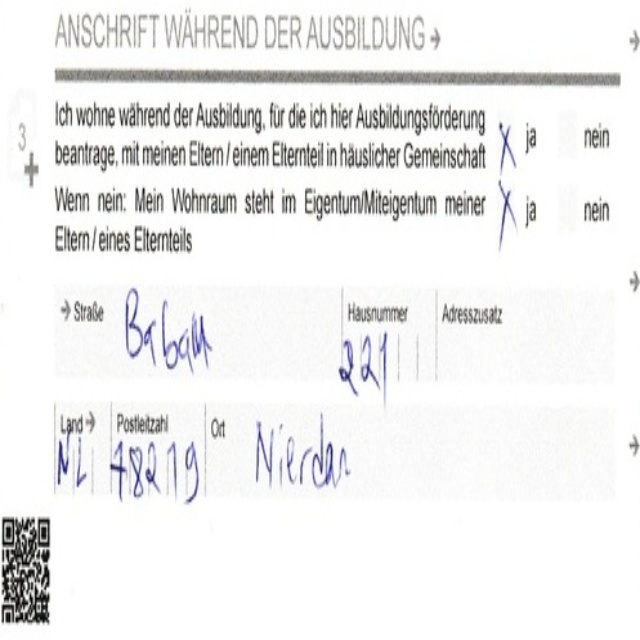 ANSCHRIFT WÄHREND DER AUSBILDUNG →
3
Ich wohne während der Ausbildung, für die ich hier Ausbildungsförderung
beantrage, mit meinen Eltern / einem Elternteil in häuslicher Gemeinschaft
X ja nein
Wenn nein: Mein Wohnraum steht im Eigentum/Miteigentum meiner
Eltern / eines Elternteils
X ja nein
→ Straße Hausnummer Adresszusatz
221
Land → Postleitzahl Ort
NL 78219 Nierdan